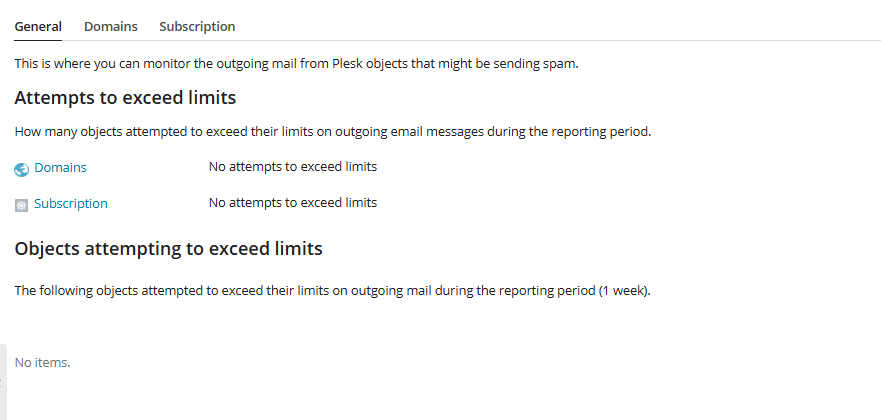 General Domains Subscription
This is where you can monitor the outgoing mail from Plesk objects that might be sending spam.
Attempts to exceed limits
How many objects attempted to exceed their limits on outgoing email messages during the reporting period.
Domains No attempts to exceed limits
Subscription No attempts to exceed limits
Objects attempting to exceed limits
The following objects attempted to exceed their limits on outgoing mail during the reporting period (1 week).
No items.